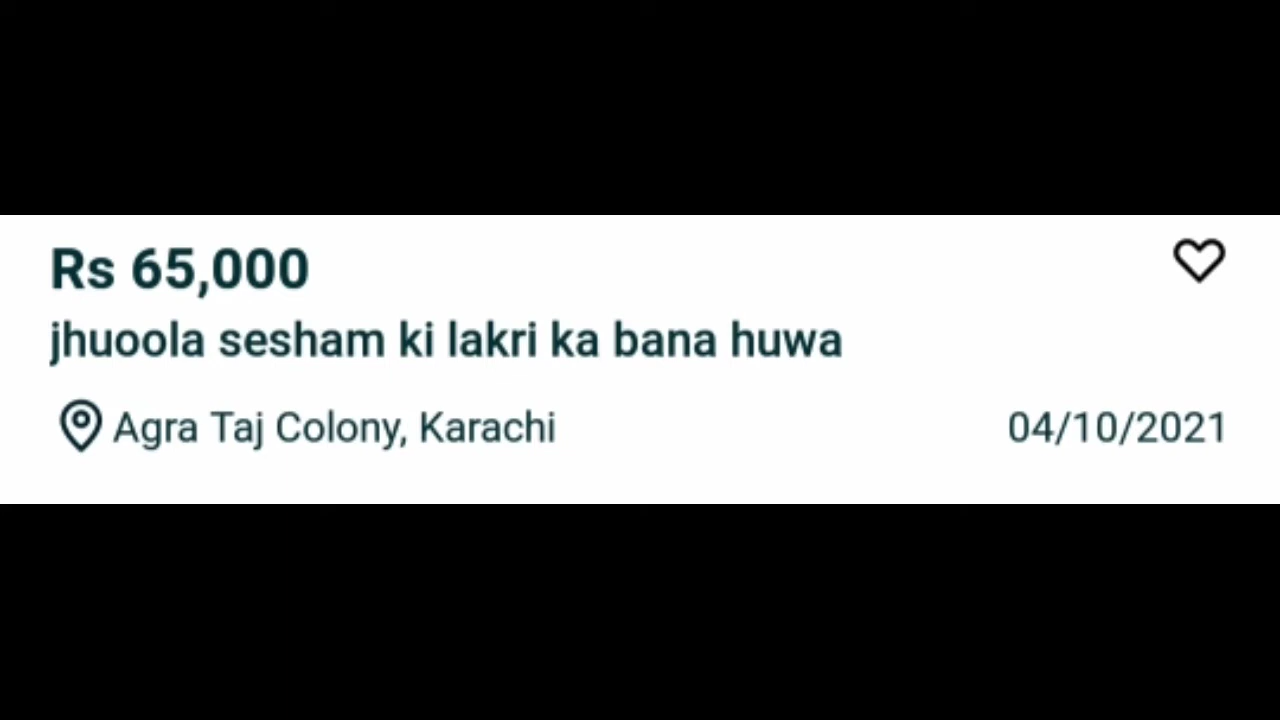 Rs 65,000
jhuoola sesham ki lakri ka bana huwa
Agra Taj Colony, Karachi 04/10/2021